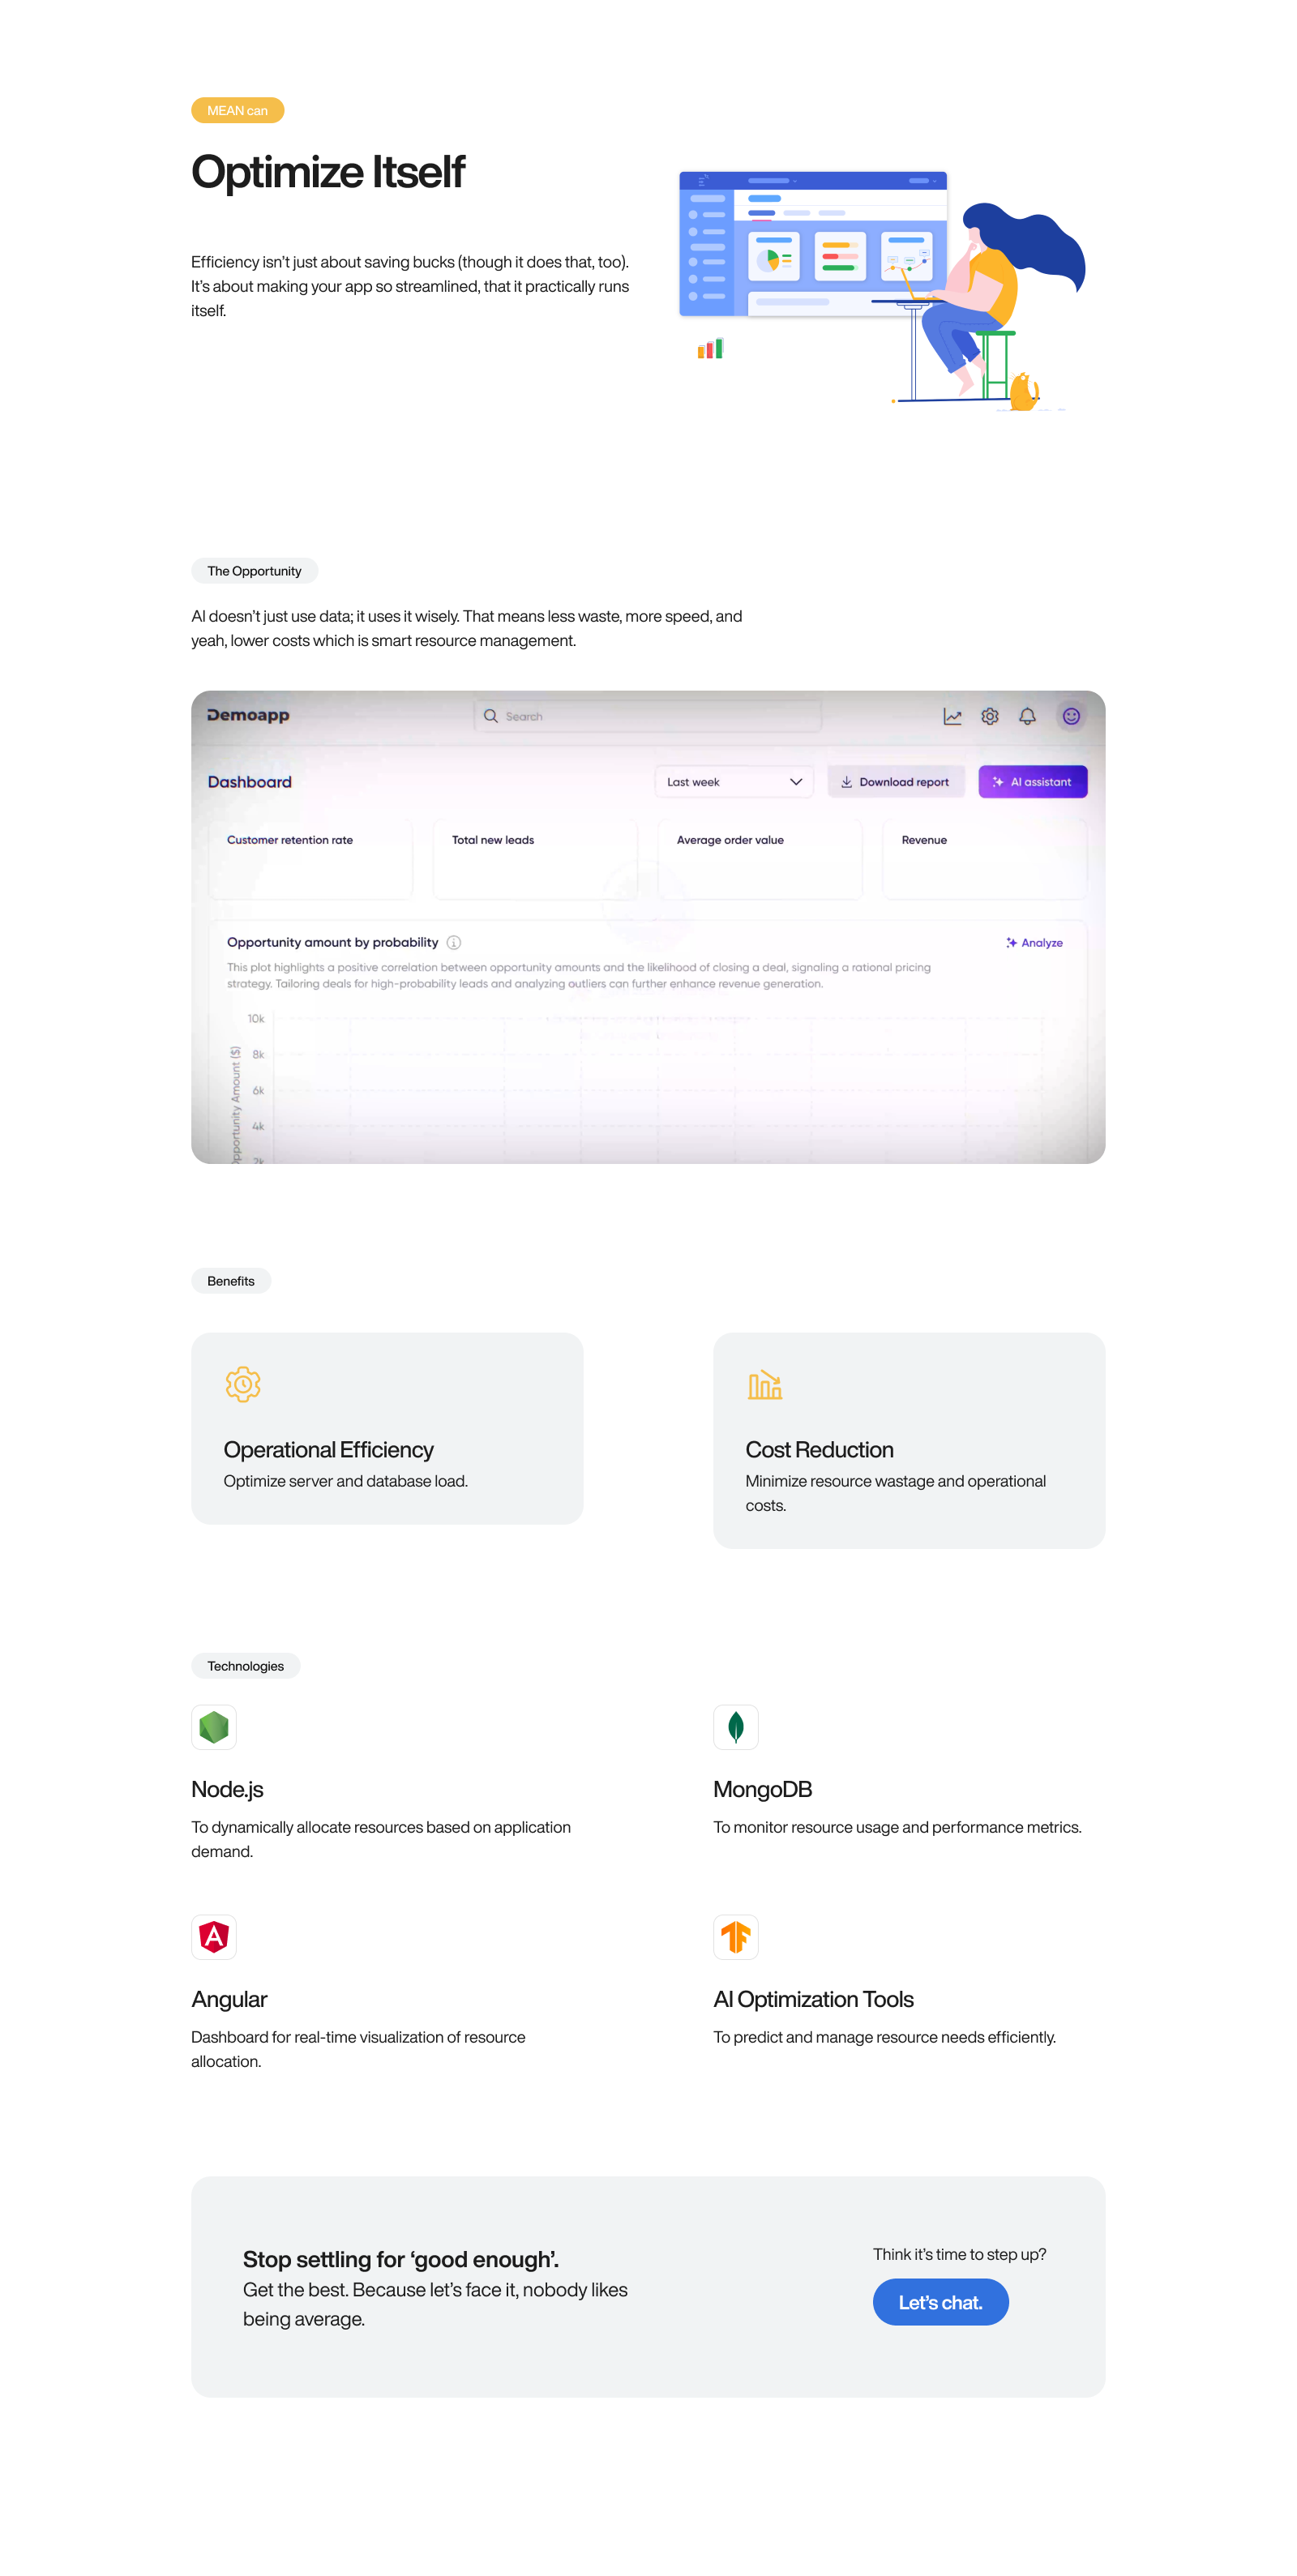 MEAN can
Optimize Itself
Efficiency isn’t just about saving bucks (though it does that, too).
It’s about making your app so streamlined, that it practically runs
itself.
The Opportunity
AI doesn’t just use data; it uses it wisely. That means less waste, more speed, and
yeah, lower costs which is smart resource management.
Demoapp
Search
Dashboard
Last week
Download report
AI assistant
Customer retention rate
Total new leads
Average order value
Revenue
Opportunity amount by probability
Analyze
This plot highlights a positive correlation between opportunity amounts and the likelihood of closing a deal, signaling a rational pricing
strategy. Tailoring deals for high-probability leads and analyzing outliers can further enhance revenue generation.
10k
8k
6k
4k
2k
Opportunity Amount ($)
Benefits
Operational Efficiency
Optimize server and database load.
Cost Reduction
Minimize resource wastage and operational
costs.
Technologies
Node.js
To dynamically allocate resources based on application
demand.
MongoDB
To monitor resource usage and performance metrics.
Angular
Dashboard for real-time visualization of resource
allocation.
AI Optimization Tools
To predict and manage resource needs efficiently.
Stop settling for ‘good enough’.
Get the best. Because let’s face it, nobody likes
being average.
Think it’s time to step up?
Let’s chat.